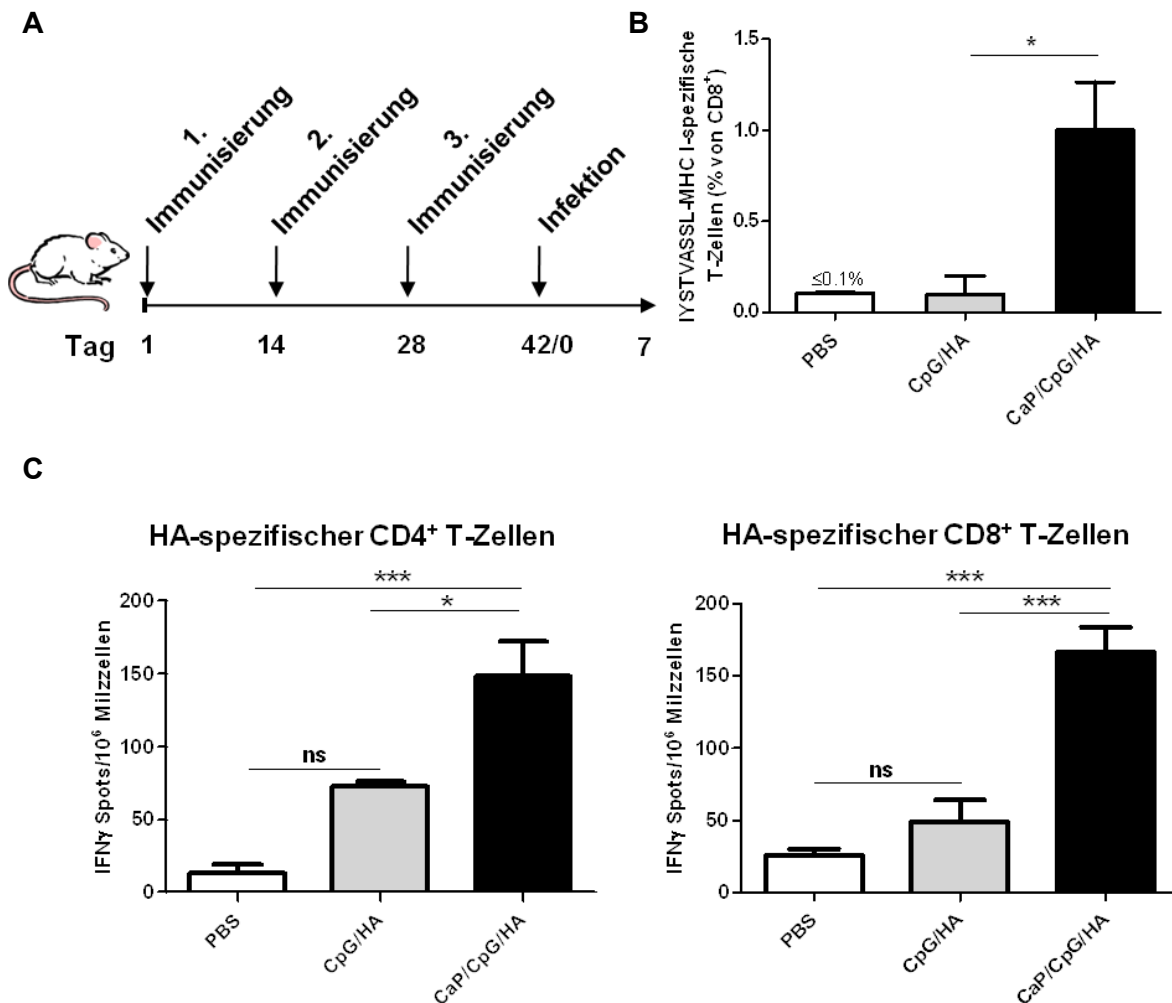 A
1. Immunisierung
2. Immunisierung
3. Immunisierung
Infektion
Tag 1 14 28 42/0 7
B
IYSTVASSL-MHC I-spezifische
T-Zellen (% von CD8⁺)
1.5
1.0
0.5
0.0
*
≤0.1%
PBS
CpG/HA
CaP/CpG/HA
C
HA-spezifischer CD4⁺ T-Zellen
IFNγ Spots/10⁶ Milzzellen
200
150
100
50
0
***
*
ns
PBS
CpG/HA
CaP/CpG/HA
HA-spezifischer CD8⁺ T-Zellen
IFNγ Spots/10⁶ Milzzellen
200
150
100
50
0
***
***
ns
PBS
CpG/HA
CaP/CpG/HA